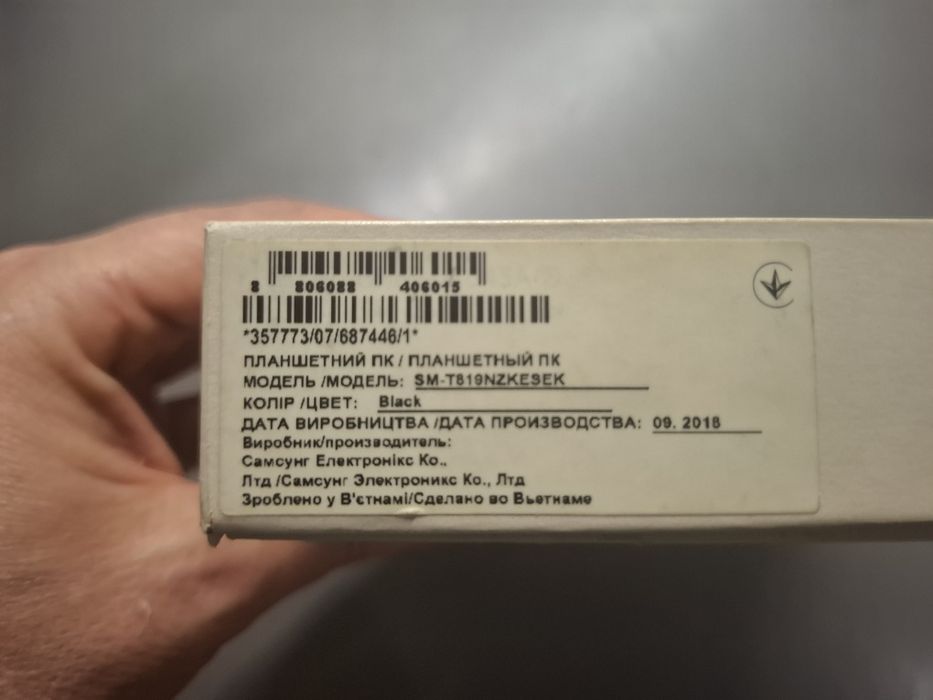 8 806088 406015
*357773/07/687446/1*
ПЛАНШЕТНИЙ ПК / ПЛАНШЕТНЫЙ ПК
МОДЕЛЬ /МОДЕЛЬ: SM-T819NZKESEK
КОЛІР /ЦВЕТ: Black
ДАТА ВИРОБНИЦТВА /ДАТА ПРОИЗВОДСТВА: 09. 2016
Виробник/производитель:
Самсунг Електронікс Ко.,
Лтд /Самсунг Электроникс Ко., Лтд
Зроблено у В'єтнамі/Сделано во Вьетнаме